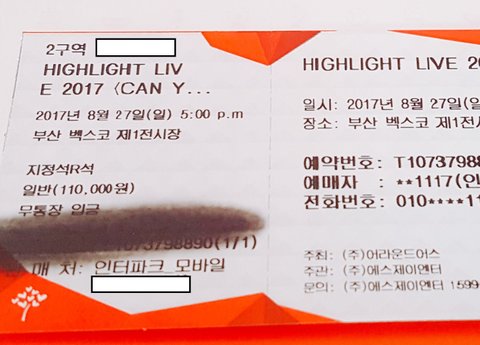 2구역
HIGHLIGHT LIV
E 2017 〈CAN Y...
2017년 8월 27일(일) 5:00 p.m
부산 벡스코 제1전시장
지정석R석
일반(110,000원)
무통장 입금
1073798890(1/1)
매 처: 인터파크 모바일
HIGHLIGHT LIVE 20
일시: 2017년 8월 27일(일
장소: 부산 벡스코 제1전시
예약번호: T10737988
예매자 : **1117(인
전화번호: 010****11
주최: (주)어라운드어스
주관: (주)에스제이엔터
문의: (주)에스제이엔터 1599